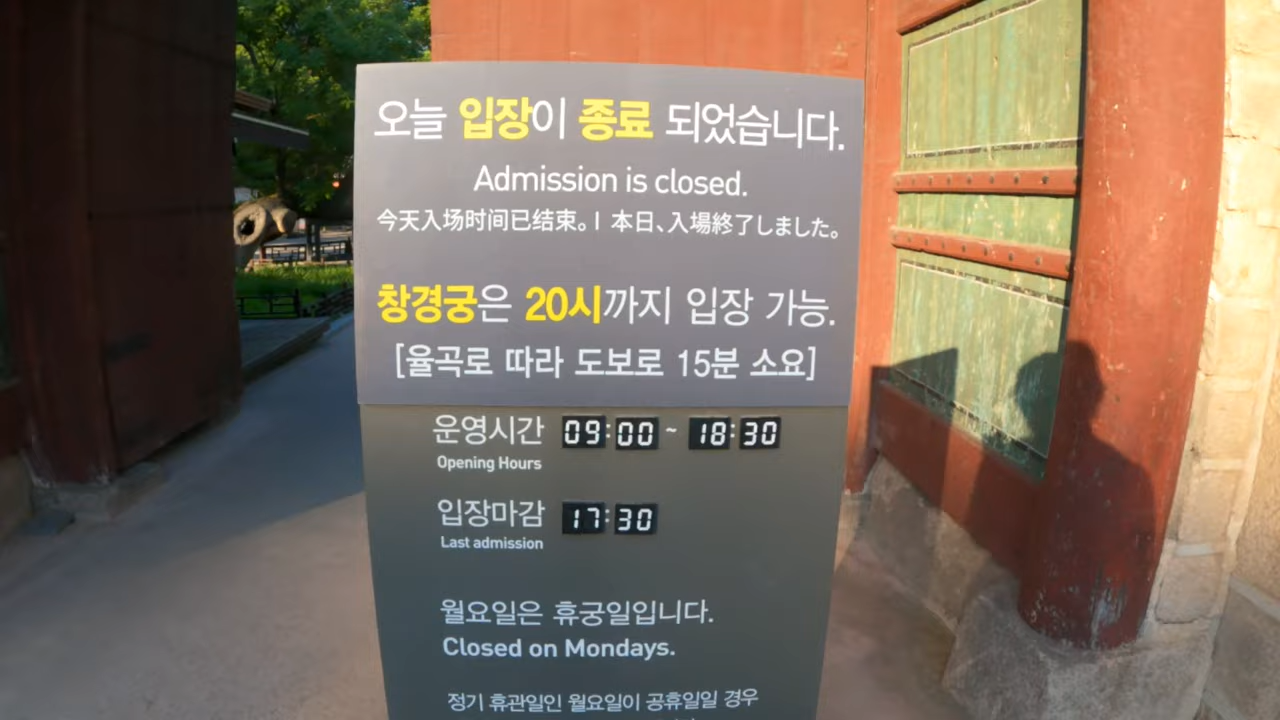 오늘 입장이 종료 되었습니다.
Admission is closed.
今天入场时间已结束。| 本日、入場終了しました。
창경궁은 20시까지 입장 가능.
[율곡로 따라 도보로 15분 소요]
운영시간 09:00 ~ 18:30
Opening Hours
입장마감 17:30
Last admission
월요일은 휴궁일입니다.
Closed on Mondays.
정기 휴관일인 월요일이 공휴일일 경우